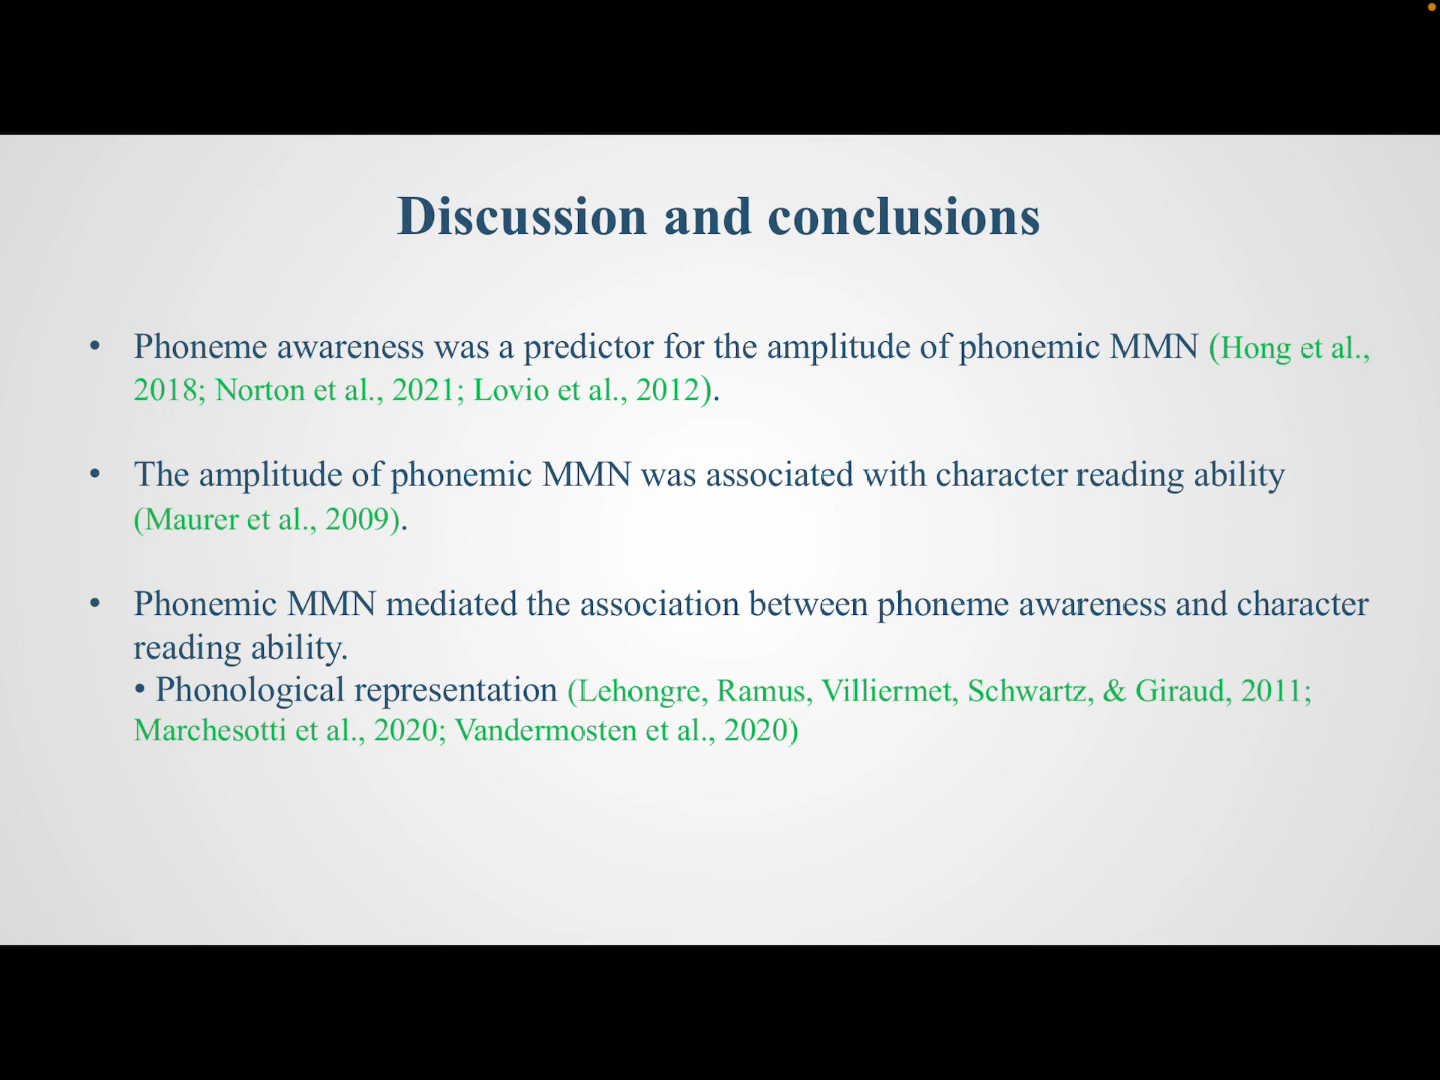 Discussion and conclusions
• Phoneme awareness was a predictor for the amplitude of phonemic MMN (Hong et al.,
2018; Norton et al., 2021; Lovio et al., 2012).
• The amplitude of phonemic MMN was associated with character reading ability
(Maurer et al., 2009).
• Phonemic MMN mediated the association between phoneme awareness and character
reading ability.
• Phonological representation (Lehongre, Ramus, Villiermet, Schwartz, & Giraud, 2011;
Marchesotti et al., 2020; Vandermosten et al., 2020)